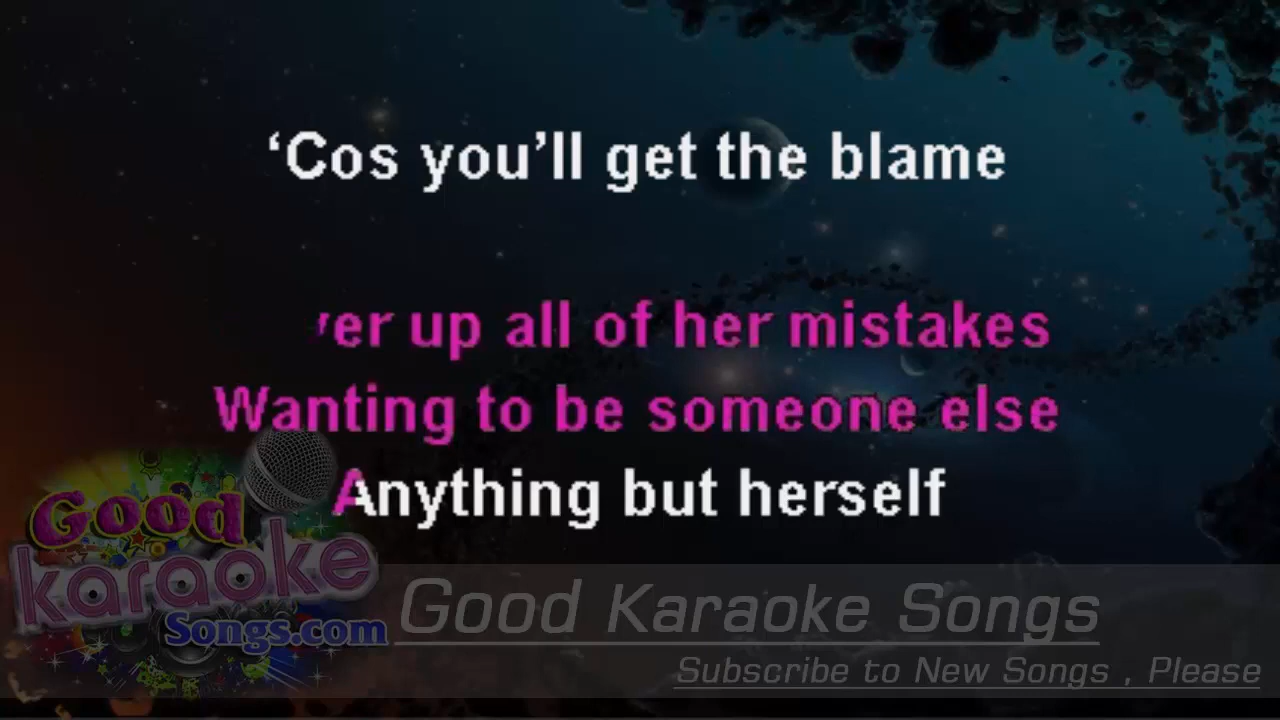 ‘Cos you’ll get the blame
er up all of her mistakes
Wanting to be someone else
Anything but herself
Good
karaoke
Songs.com
Good Karaoke Songs
Subscribe to New Songs , Please